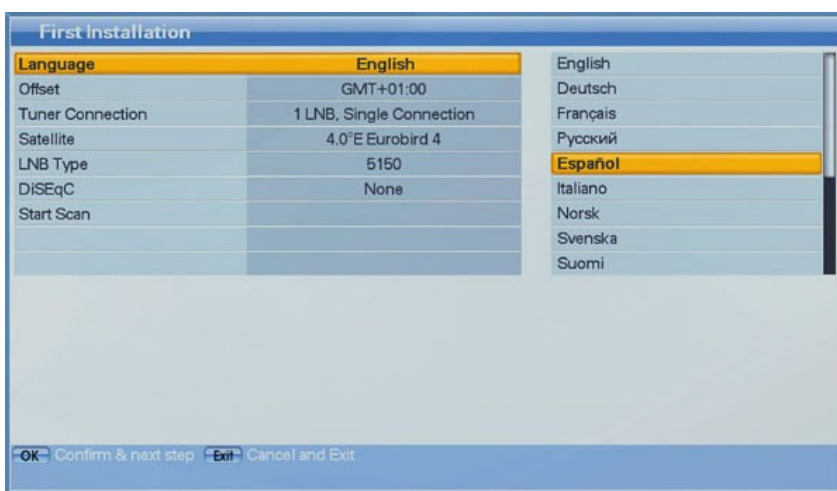 First Installation
Language English
Offset GMT+01:00
Tuner Connection 1 LNB, Single Connection
Satellite 4.0°E Eurobird 4
LNB Type 5150
DiSEqC None
Start Scan
English
Deutsch
Français
Русский
Español
Italiano
Norsk
Svenska
Suomi
OK Confirm & next step Exit Cancel and Exit